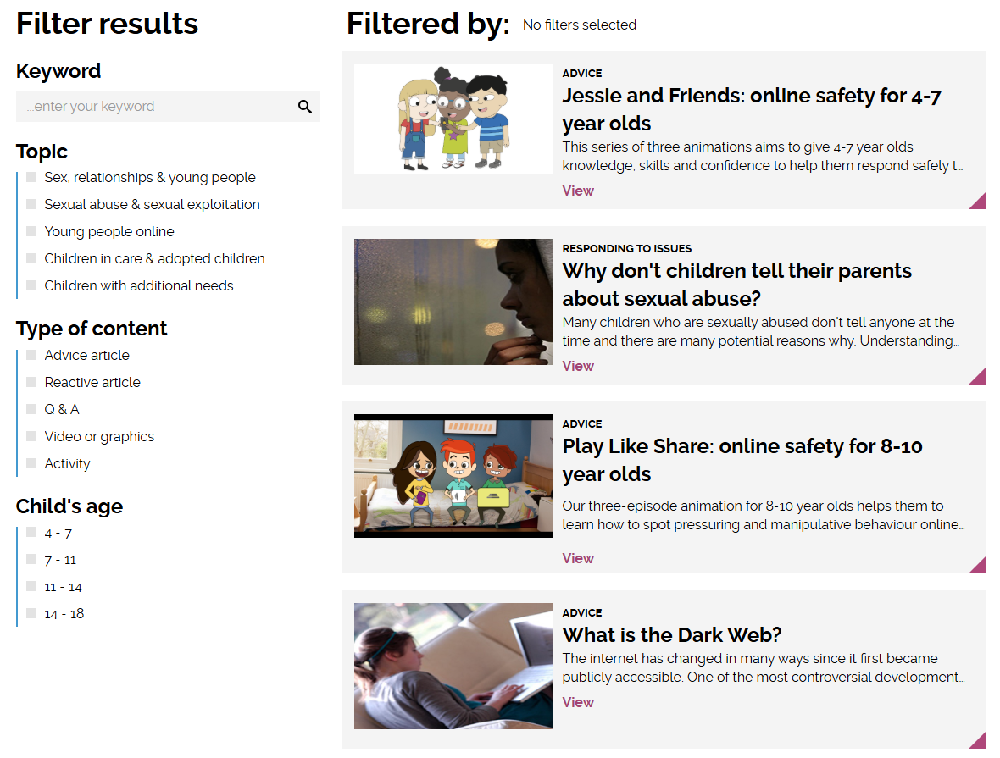 Filter results
Keyword
...enter your keyword
Topic
Sex, relationships & young people
Sexual abuse & sexual exploitation
Young people online
Children in care & adopted children
Children with additional needs
Type of content
Advice article
Reactive article
Q & A
Video or graphics
Activity
Child's age
4 - 7
7 - 11
11 - 14
14 - 18
Filtered by: No filters selected
ADVICE
Jessie and Friends: online safety for 4-7
year olds
This series of three animations aims to give 4-7 year olds
knowledge, skills and confidence to help them respond safely t...
View
RESPONDING TO ISSUES
Why don't children tell their parents
about sexual abuse?
Many children who are sexually abused don't tell anyone at the
time and there are many potential reasons why. Understanding...
View
ADVICE
Play Like Share: online safety for 8-10
year olds
Our three-episode animation for 8-10 year olds helps them to
learn how to spot pressuring and manipulative behaviour online...
View
ADVICE
What is the Dark Web?
The internet has changed in many ways since it first became
publicly accessible. One of the most controversial development...
View